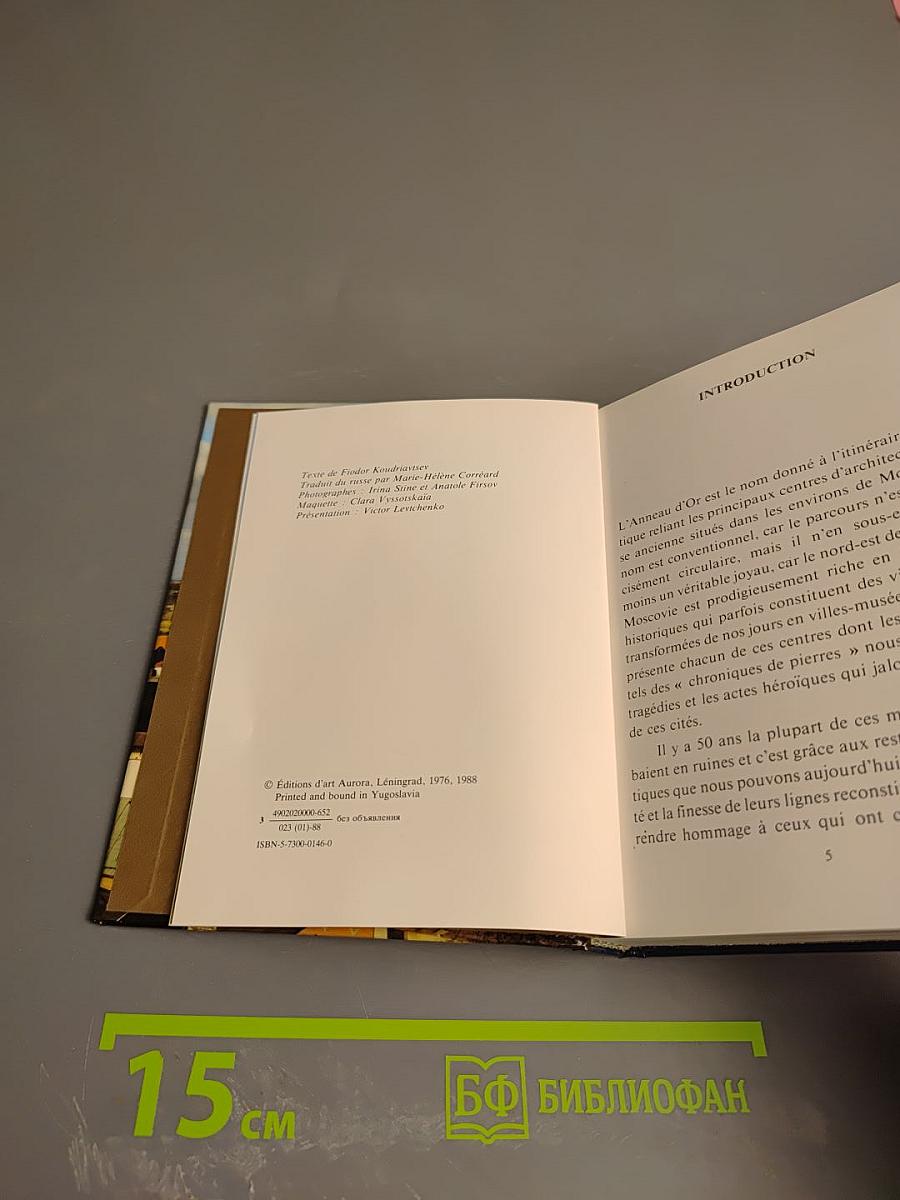 Texte de Fiodor Koudriavtsev
Traduit du russe par Marie-Hélène Corréard
Photographes : Irina Stine et Anatole Firsov
Maquette : Clara Vyssotskaïa
Présentation : Victor Levtchenko
© Éditions d'art Aurora, Léningrad, 1976, 1988
Printed and bound in Yugoslavia
з 4902020000-652
023 (01)-88
без объявления
ISBN-5-7300-0146-0
INTRODUCTION
L'Anneau d'Or est le nom donné à l'itinérair
tique reliant les principaux centres d'architec
se ancienne situés dans les environs de Mo
nom est conventionnel, car le parcours n'es
cisément circulaire, mais il n'en sous-e
moins un véritable joyau, car le nord-est de
Moscovie est prodigieusement riche en
historiques qui parfois constituent des v
transformées de nos jours en villes-musé
présente chacun de ces centres dont les
tels des « chroniques de pierres » nous
tragédies et les actes héroïques qui jalo
de ces cités.
Il y a 50 ans la plupart de ces m
baient en ruines et c'est grâce aux rest
tiques que nous pouvons aujourd'hui
té et la finesse de leurs lignes reconsti
rendre hommage à ceux qui ont c
5
15 см
БФ БИБЛИОФАН